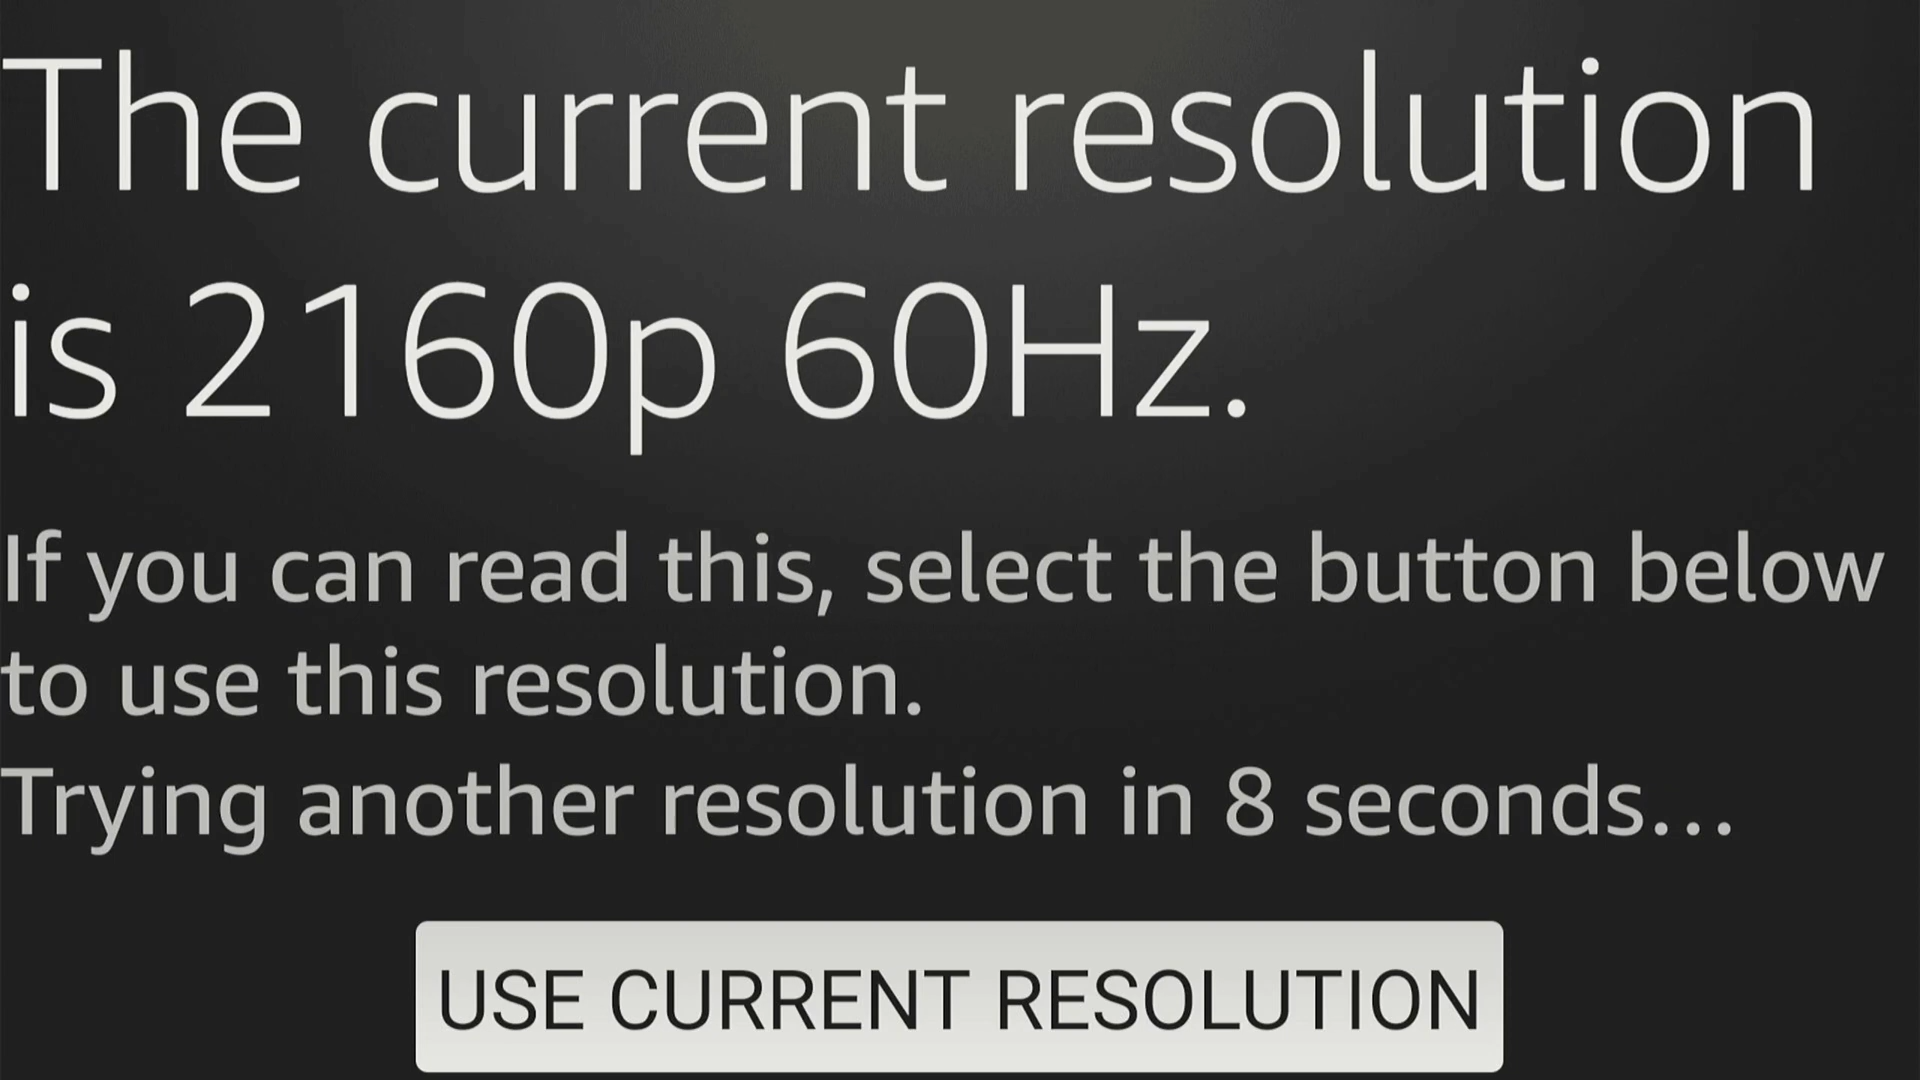 The current resolution
is 2160p 60Hz.
If you can read this, select the button below
to use this resolution.
Trying another resolution in 8 seconds...
USE CURRENT RESOLUTION